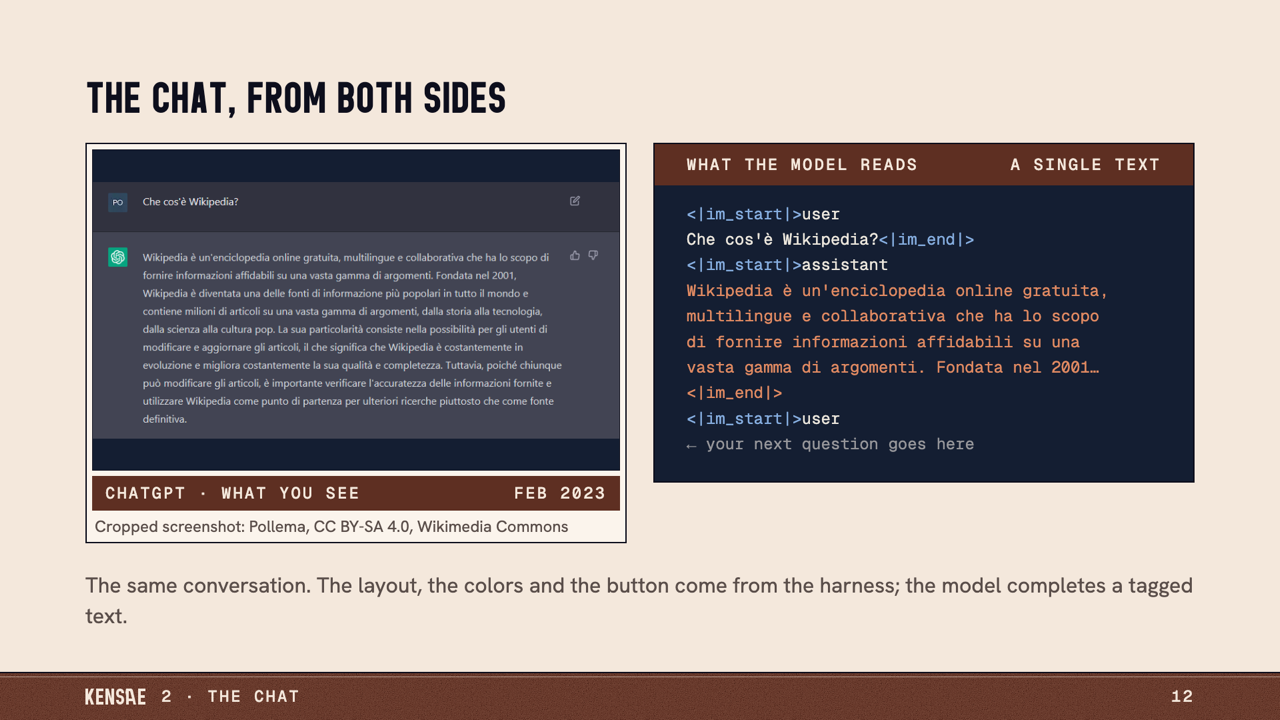 THE CHAT, FROM BOTH SIDES
PO
Che cos'è Wikipedia?
Wikipedia è un'enciclopedia online gratuita, multilingue e collaborativa che ha lo scopo di
fornire informazioni affidabili su una vasta gamma di argomenti. Fondata nel 2001,
Wikipedia è diventata una delle fonti di informazione più popolari in tutto il mondo e
contiene milioni di articoli su una vasta gamma di argomenti, dalla storia alla tecnologia,
dalla scienza alla cultura pop. La sua particolarità consiste nella possibilità per gli utenti di
modificare e aggiornare gli articoli, il che significa che Wikipedia è costantemente in
evoluzione e migliora costantemente la sua qualità e completezza. Tuttavia, poiché chiunque
può modificare gli articoli, è importante verificare l'accuratezza delle informazioni fornite e
utilizzare Wikipedia come punto di partenza per ulteriori ricerche piuttosto che come fonte
definitiva.
CHATGPT · WHAT YOU SEE FEB 2023
Cropped screenshot: Pollema, CC BY-SA 4.0, Wikimedia Commons
WHAT THE MODEL READS A SINGLE TEXT
<|im_start|>user
Che cos'è Wikipedia?<|im_end|>
<|im_start|>assistant
Wikipedia è un'enciclopedia online gratuita,
multilingue e collaborativa che ha lo scopo
di fornire informazioni affidabili su una
vasta gamma di argomenti. Fondata nel 2001…
<|im_end|>
<|im_start|>user
← your next question goes here
The same conversation. The layout, the colors and the button come from the harness; the model completes a tagged
text.
KENSAE 2 · THE CHAT 12